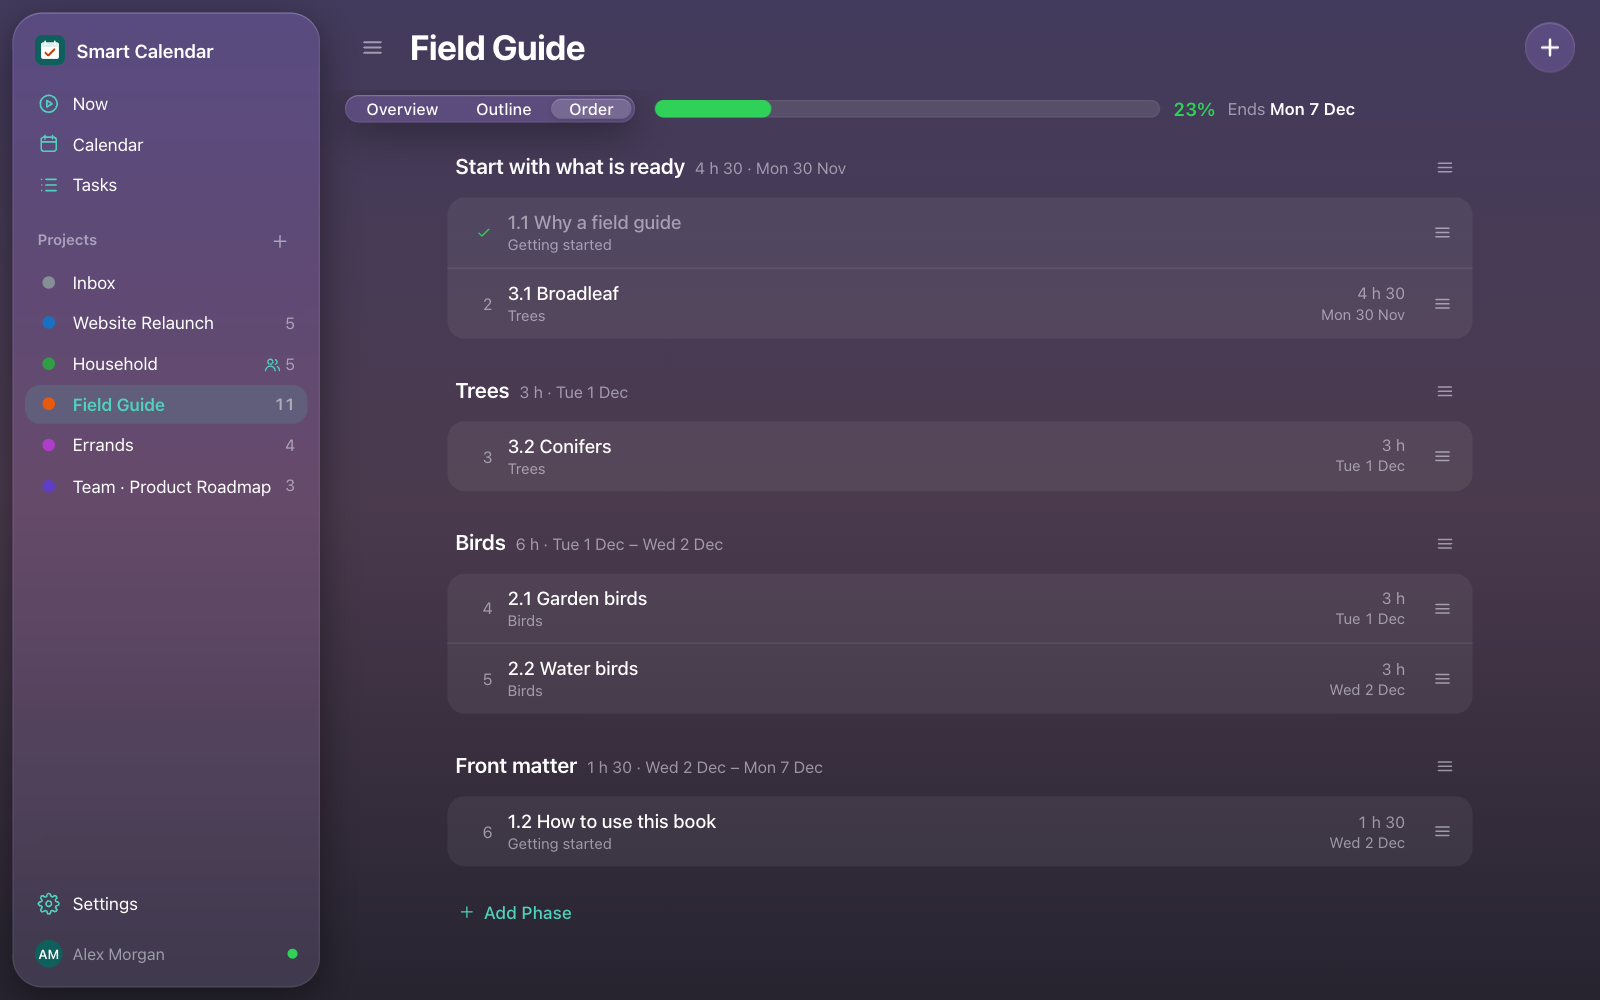 Smart Calendar
Now
Calendar
Tasks
Projects
Inbox
Website Relaunch 5
Household 5
Field Guide 11
Errands 4
Team · Product Roadmap 3
Settings
AM Alex Morgan
Field Guide
Overview Outline Order 23% Ends Mon 7 Dec
Start with what is ready 4 h 30 · Mon 30 Nov
1.1 Why a field guide
Getting started
2 3.1 Broadleaf 4 h 30
Trees Mon 30 Nov
Trees 3 h · Tue 1 Dec
3 3.2 Conifers 3 h
Trees Tue 1 Dec
Birds 6 h · Tue 1 Dec – Wed 2 Dec
4 2.1 Garden birds 3 h
Birds Tue 1 Dec
5 2.2 Water birds 3 h
Birds Wed 2 Dec
Front matter 1 h 30 · Wed 2 Dec – Mon 7 Dec
6 1.2 How to use this book 1 h 30
Getting started Wed 2 Dec
Add Phase